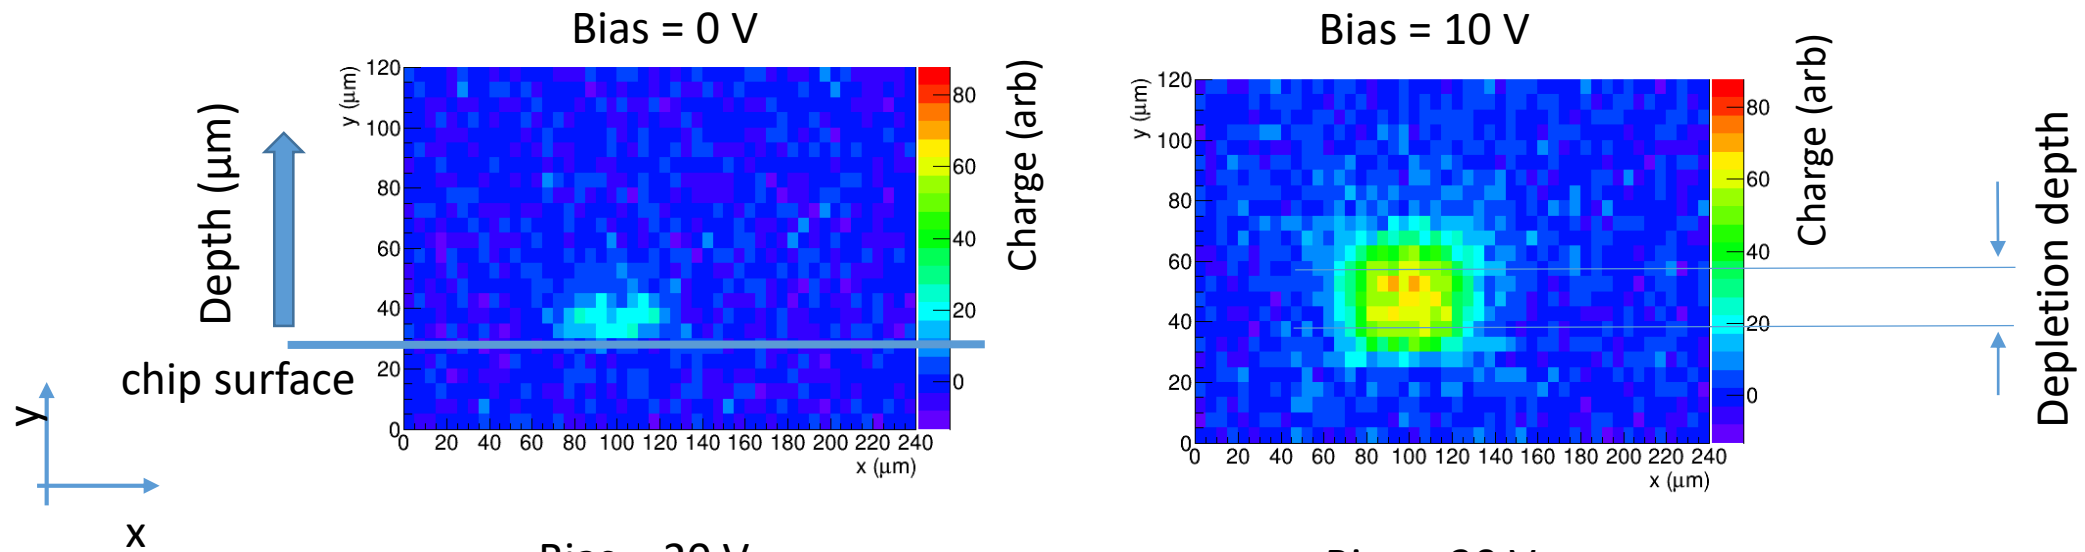 Bias = 0 V
Bias = 10 V
Depth (μm)
chip surface
y
x
y (μm)
120
100
80
60
40
20
0
0 20 40 60 80 100 120 140 160 180 200 220 240
x (μm)
80
60
40
20
0
Charge (arb)
y (μm)
120
100
80
60
40
20
0
0 20 40 60 80 100 120 140 160 180 200 220 240
x (μm)
80
60
40
20
0
Charge (arb)
Depletion depth